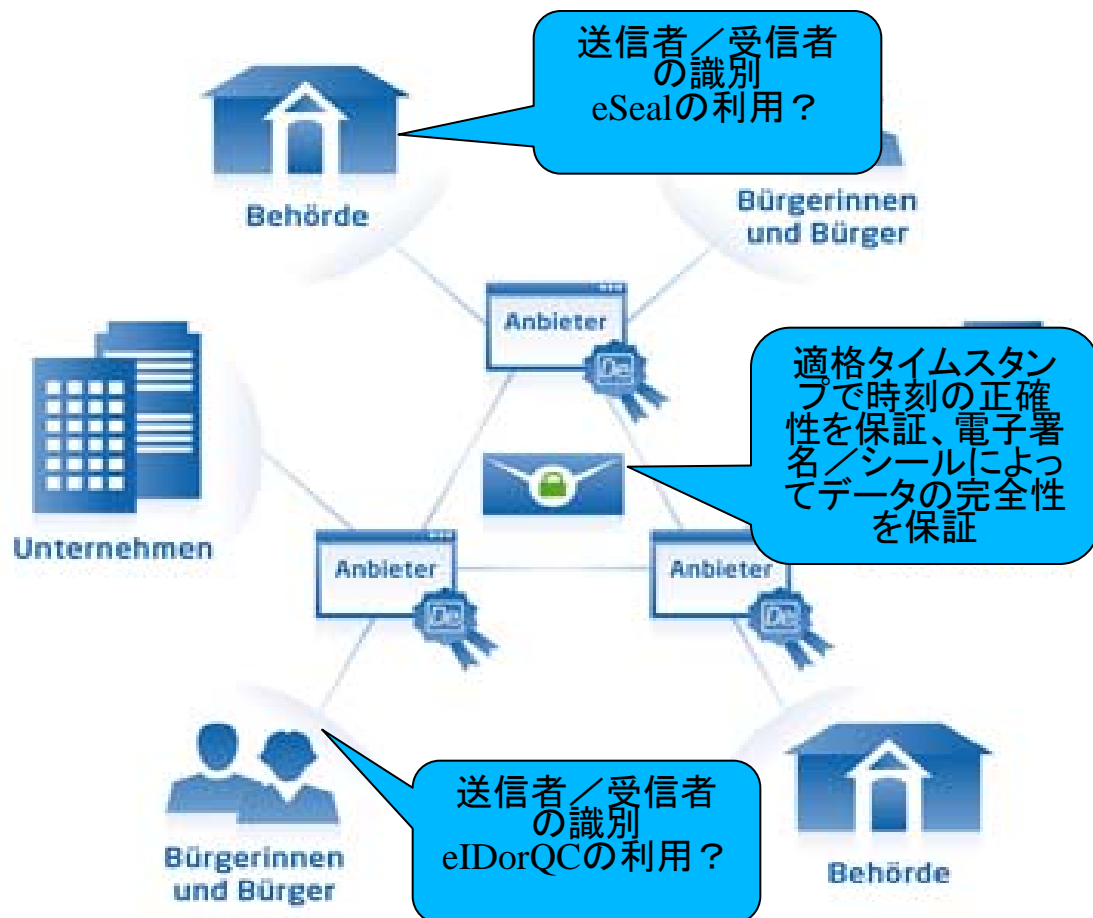 送信者／受信者
の識別
eSealの利用？
Behörde
Bürgerinnen
und Bürger
Anbieter
De
適格タイムスタン
プで時刻の正確
性を保証、電子署
名／シールによっ
てデータの完全性
を保証
Unternehmen
Anbieter
De
Anbieter
De
送信者／受信者
の識別
eIDorQCの利用？
Bürgerinnen
und Bürger
Behörde